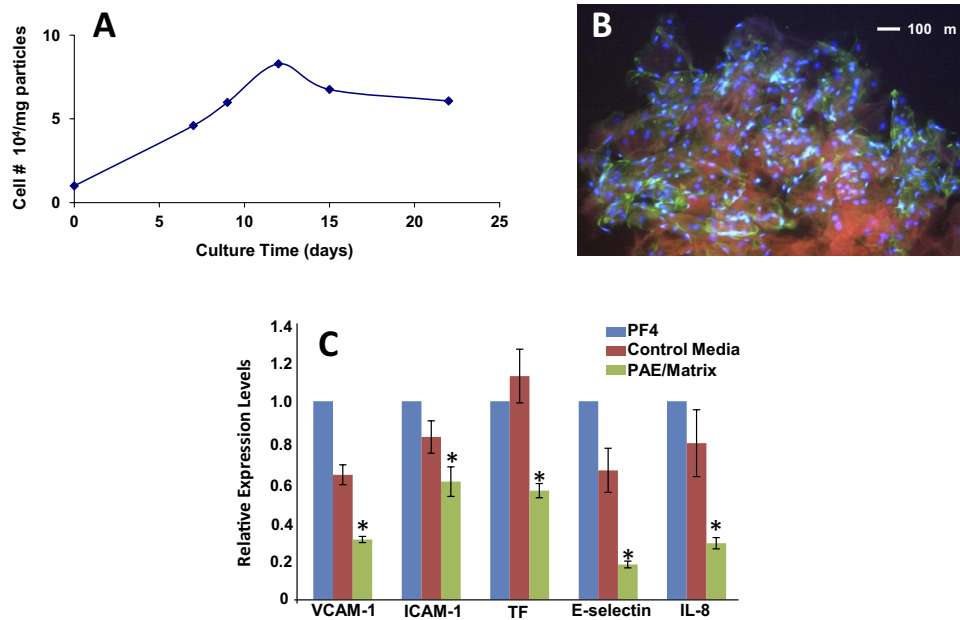 A
Cell # 10⁴/mg particles
10
5
0
0 5 10 15 20 25
Culture Time (days)
B
100 m
C
Relative Expression Levels
1.4
1.2
1.0
0.8
0.6
0.4
0.2
0
PF4
Control Media
PAE/Matrix
* * * * *
VCAM-1 ICAM-1 TF E-selectin IL-8